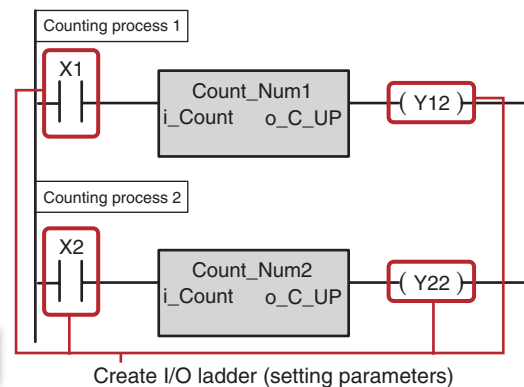 Counting process 1
X1
Count_Num1
i_Count o_C_UP
( Y12 )
Counting process 2
X2
Count_Num2
i_Count o_C_UP
( Y22 )
Create I/O ladder (setting parameters)